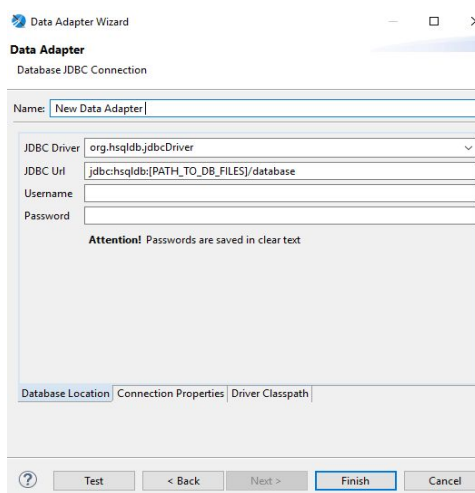 Data Adapter Wizard
Data Adapter
Database JDBC Connection
Name: New Data Adapter
JDBC Driver org.hsqldb.jdbcDriver
JDBC Url jdbc:hsqldb:[PATH_TO_DB_FILES]/database
Username
Password
Attention! Passwords are saved in clear text
Database Location Connection Properties Driver Classpath
? Test < Back Next > Finish Cancel